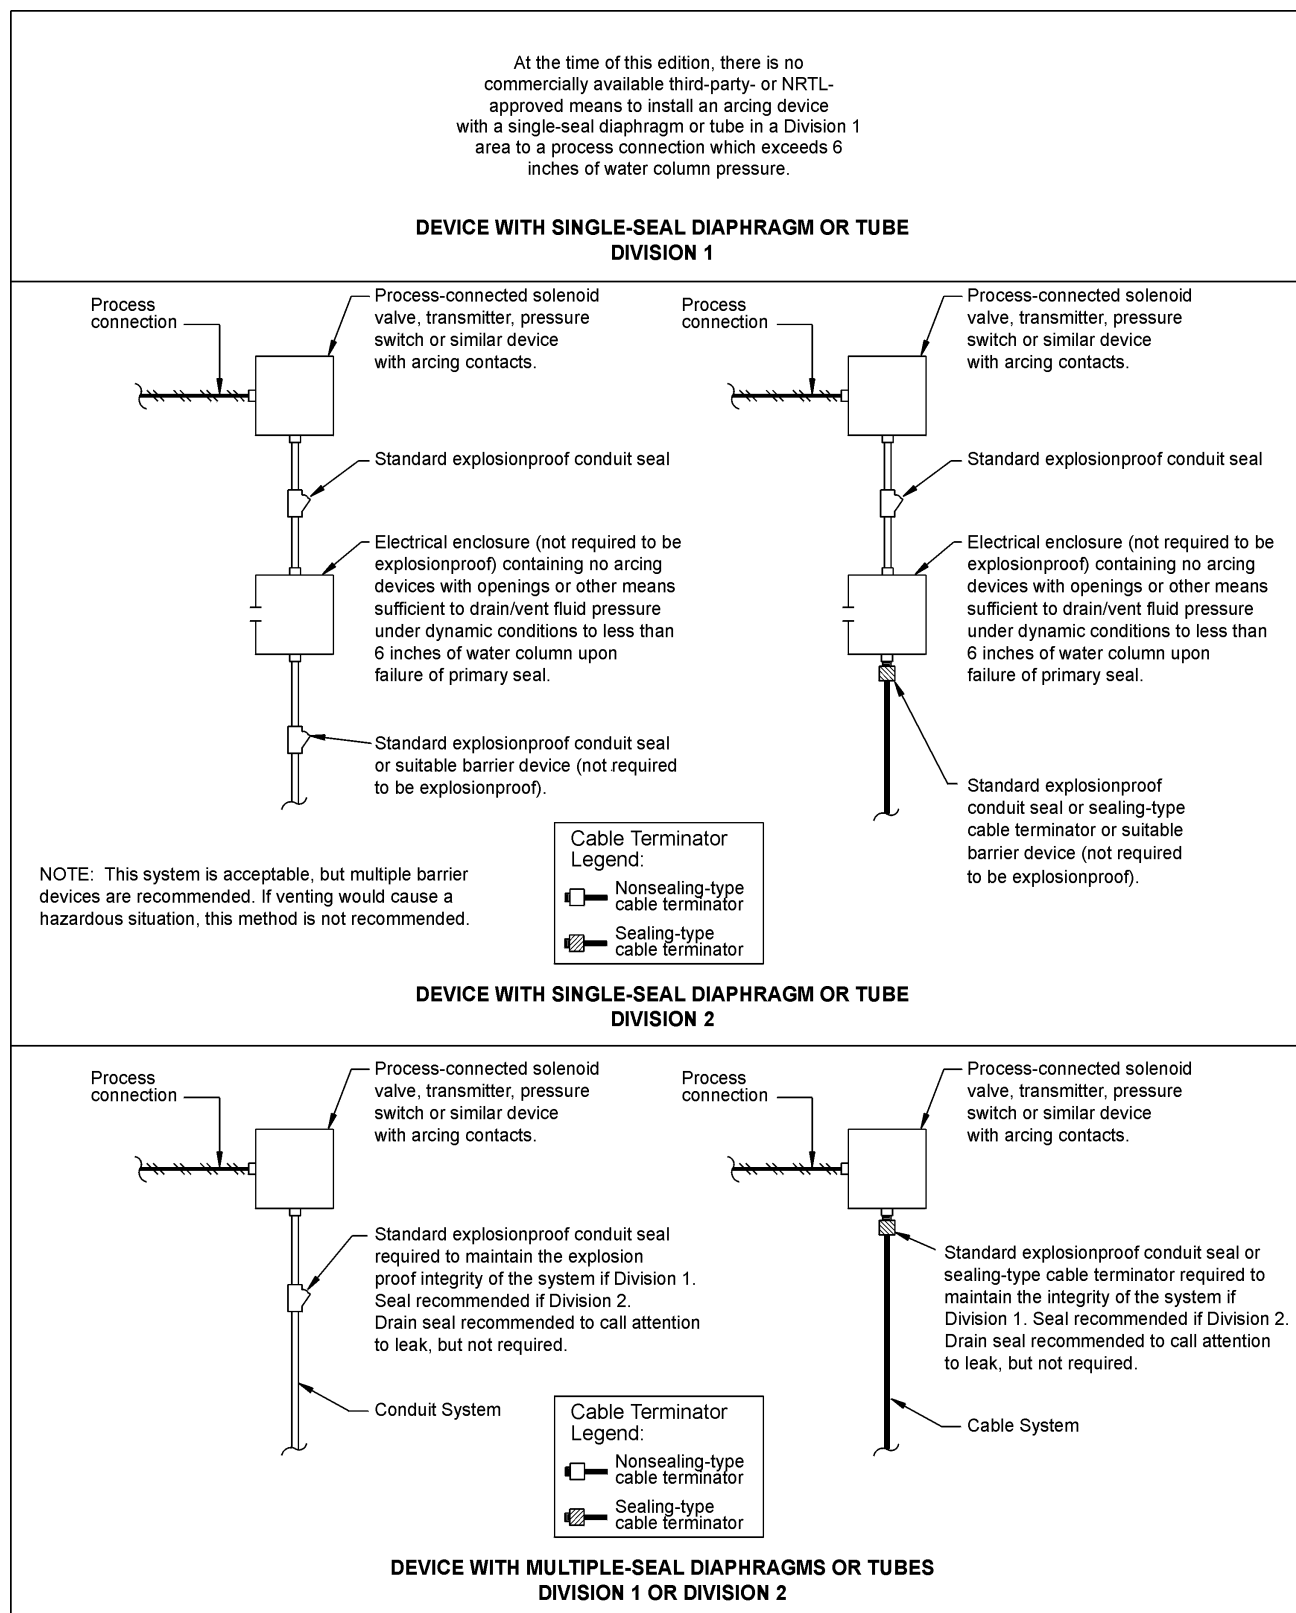 At the time of this edition, there is no
commercially available third-party- or NRTL-
approved means to install an arcing device
with a single-seal diaphragm or tube in a Division 1
area to a process connection which exceeds 6
inches of water column pressure.
DEVICE WITH SINGLE-SEAL DIAPHRAGM OR TUBE
DIVISION 1
Process
connection
Process-connected solenoid
valve, transmitter, pressure
switch or similar device
with arcing contacts.
Standard explosionproof conduit seal
Electrical enclosure (not required to be
explosionproof) containing no arcing
devices with openings or other means
sufficient to drain/vent fluid pressure
under dynamic conditions to less than
6 inches of water column upon
failure of primary seal.
Standard explosionproof conduit seal
or suitable barrier device (not required
to be explosionproof).
NOTE: This system is acceptable, but multiple barrier
devices are recommended. If venting would cause a
hazardous situation, this method is not recommended.
Process
connection
Process-connected solenoid
valve, transmitter, pressure
switch or similar device
with arcing contacts.
Standard explosionproof conduit seal
Electrical enclosure (not required to be
explosionproof) containing no arcing
devices with openings or other means
sufficient to drain/vent fluid pressure
under dynamic conditions to less than
6 inches of water column upon
failure of primary seal.
Standard explosionproof
conduit seal or sealing-type
cable terminator or suitable
barrier device (not required
to be explosionproof).
Cable Terminator
Legend:
Nonsealing-type
cable terminator
Sealing-type
cable terminator
DEVICE WITH SINGLE-SEAL DIAPHRAGM OR TUBE
DIVISION 2
Process
connection
Process-connected solenoid
valve, transmitter, pressure
switch or similar device
with arcing contacts.
Standard explosionproof conduit seal
required to maintain the explosion
proof integrity of the system if Division 1.
Seal recommended if Division 2.
Drain seal recommended to call attention
to leak, but not required.
Conduit System
Process
connection
Process-connected solenoid
valve, transmitter, pressure
switch or similar device
with arcing contacts.
Standard explosionproof conduit seal or
sealing-type cable terminator required to
maintain the integrity of the system if
Division 1. Seal recommended if Division 2.
Drain seal recommended to call attention
to leak, but not required.
Cable System
Cable Terminator
Legend:
Nonsealing-type
cable terminator
Sealing-type
cable terminator
DEVICE WITH MULTIPLE-SEAL DIAPHRAGMS OR TUBES
DIVISION 1 OR DIVISION 2